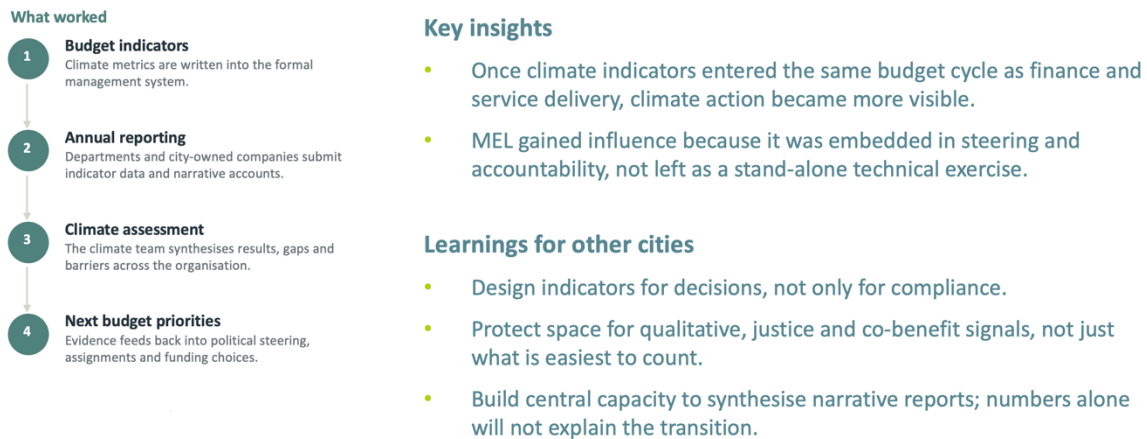 What worked
1
Budget indicators
Climate metrics are written into the formal
management system.
2
Annual reporting
Departments and city-owned companies submit
indicator data and narrative accounts.
3
Climate assessment
The climate team synthesises results, gaps and
barriers across the organisation.
4
Next budget priorities
Evidence feeds back into political steering,
assignments and funding choices.
Key insights
• Once climate indicators entered the same budget cycle as finance and
service delivery, climate action became more visible.
• MEL gained influence because it was embedded in steering and
accountability, not left as a stand-alone technical exercise.
Learnings for other cities
• Design indicators for decisions, not only for compliance.
• Protect space for qualitative, justice and co-benefit signals, not just
what is easiest to count.
• Build central capacity to synthesise narrative reports; numbers alone
will not explain the transition.